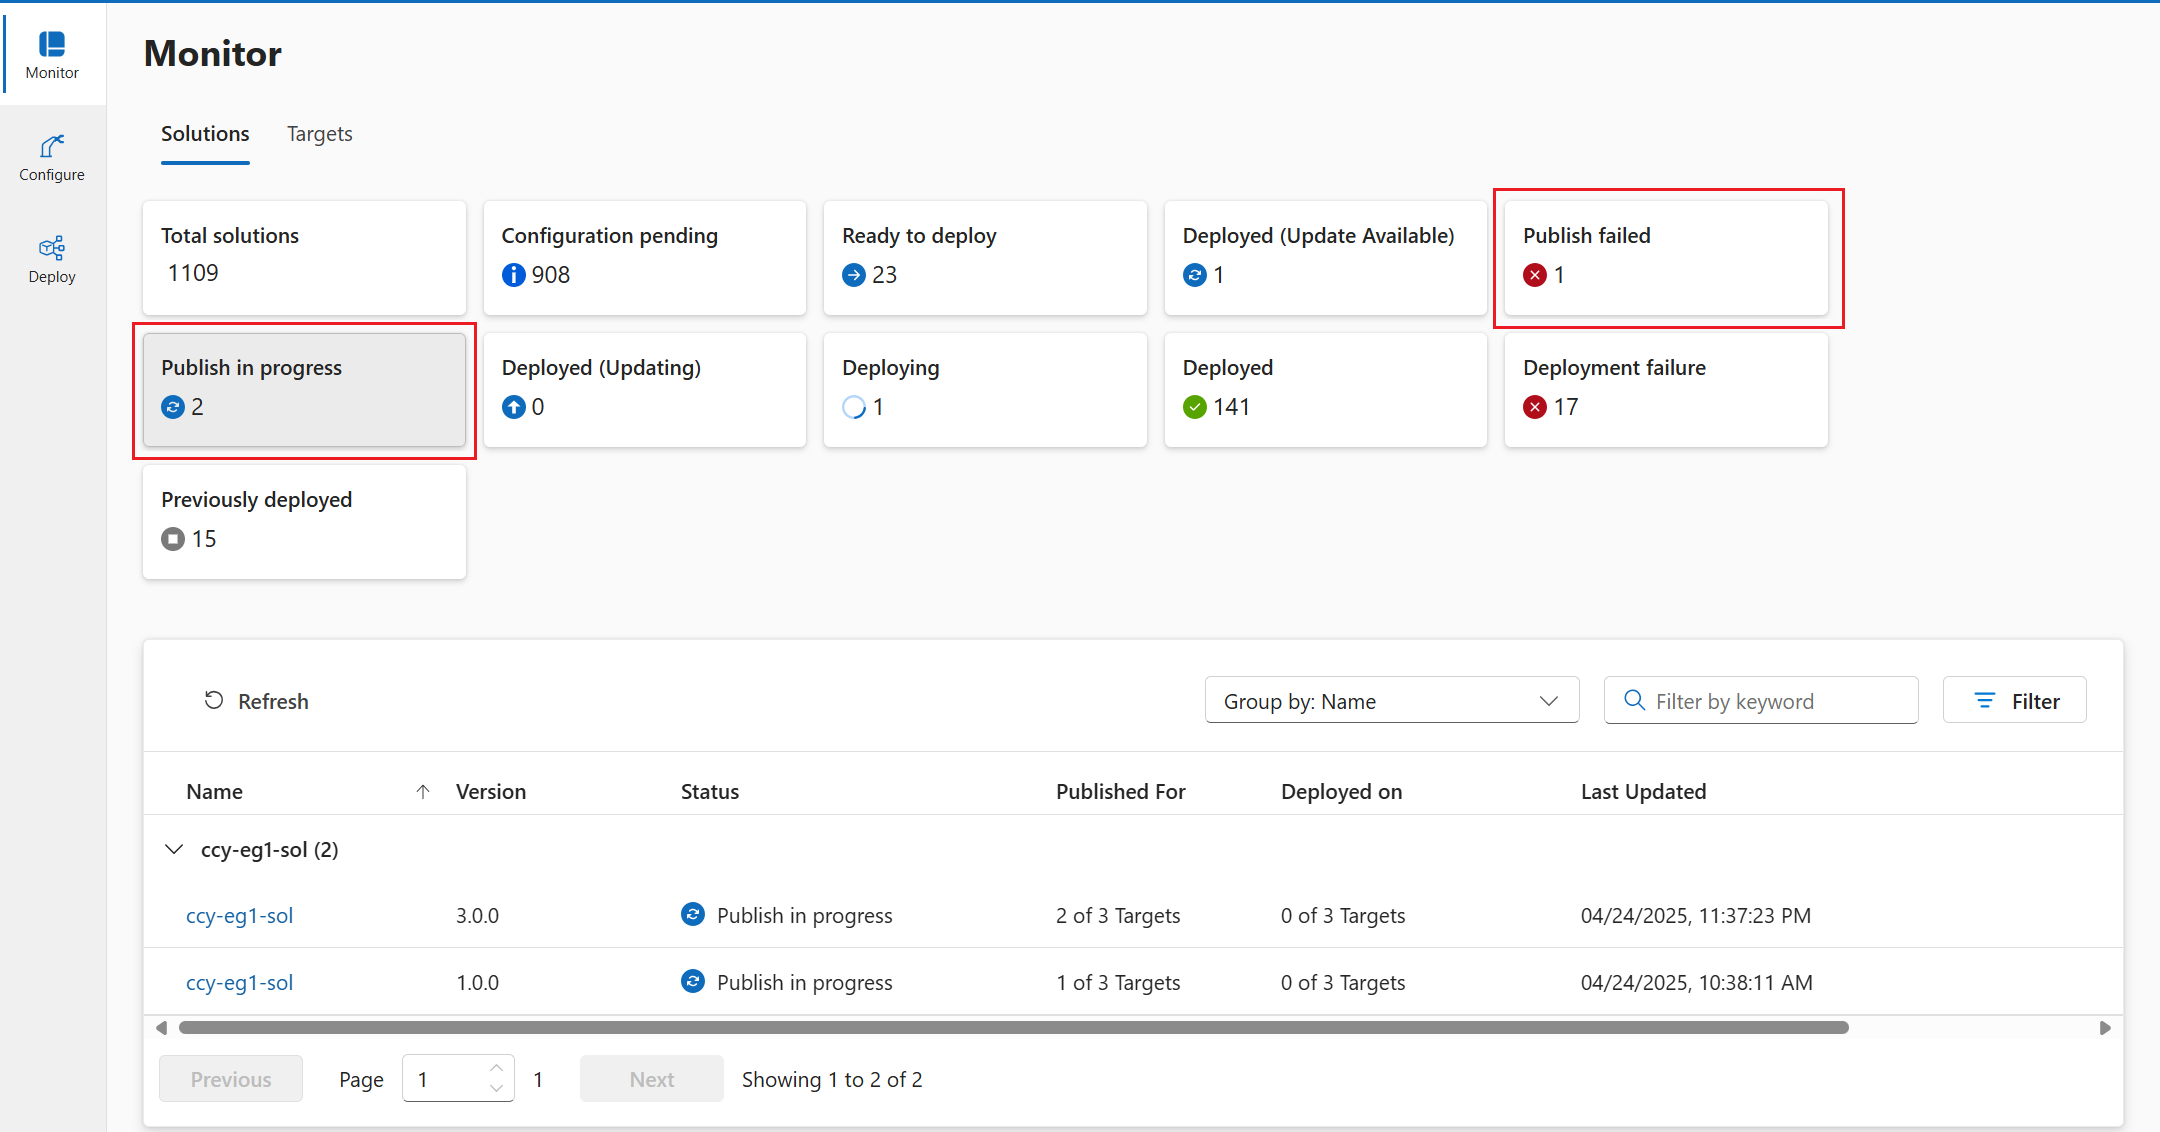 Monitor
Configure
Deploy
Monitor
Solutions Targets
Total solutions
1109
Configuration pending
908
Ready to deploy
23
Deployed (Update Available)
1
Publish failed
1
Publish in progress
2
Deployed (Updating)
0
Deploying
1
Deployed
141
Deployment failure
17
Previously deployed
15
Refresh Group by: Name Filter by keyword Filter
Name Version Status Published For Deployed on Last Updated
ccy-eg1-sol (2)
ccy-eg1-sol 3.0.0 Publish in progress 2 of 3 Targets 0 of 3 Targets 04/24/2025, 11:37:23 PM
ccy-eg1-sol 1.0.0 Publish in progress 1 of 3 Targets 0 of 3 Targets 04/24/2025, 10:38:11 AM
Previous Page 1 1 Next Showing 1 to 2 of 2